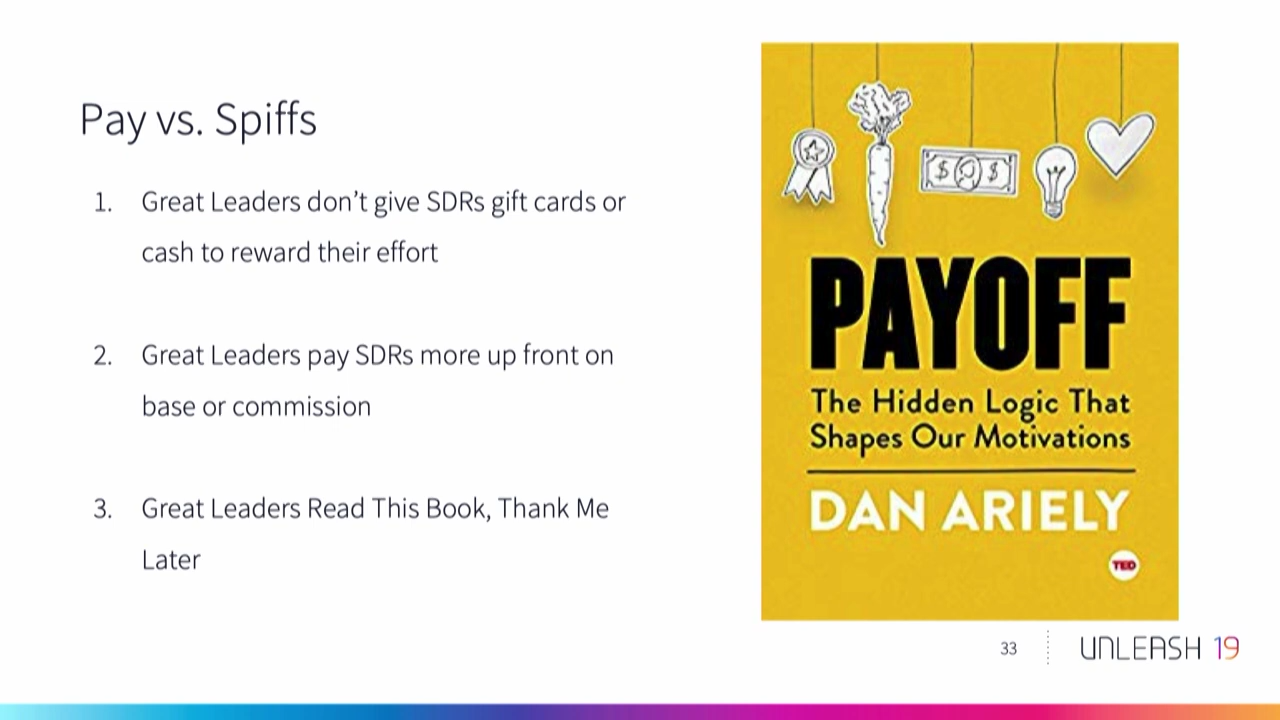 Pay vs. Spiffs
1. Great Leaders don’t give SDRs gift cards or
cash to reward their effort
2. Great Leaders pay SDRs more up front on
base or commission
3. Great Leaders Read This Book, Thank Me
Later
$ $
PAYOFF
The Hidden Logic That
Shapes Our Motivations
DAN ARIELY
TED
33
UNLEASH 19